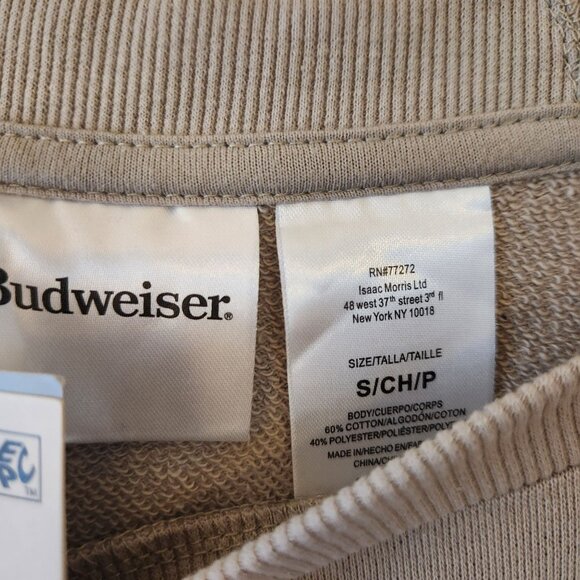 Budweiser®
RN#77272
Isaac Morris Ltd
48 west 37th street 3rd fl
New York NY 10018
SIZE/TALLA/TAILLE
S/CH/P
BODY/CUERPO/CORPS
60% COTTON/ALGODÓN/COTON
40% POLYESTER/POLIÉSTER/POLY
MADE IN/HECHO EN/FA
CHINA/CH
TM